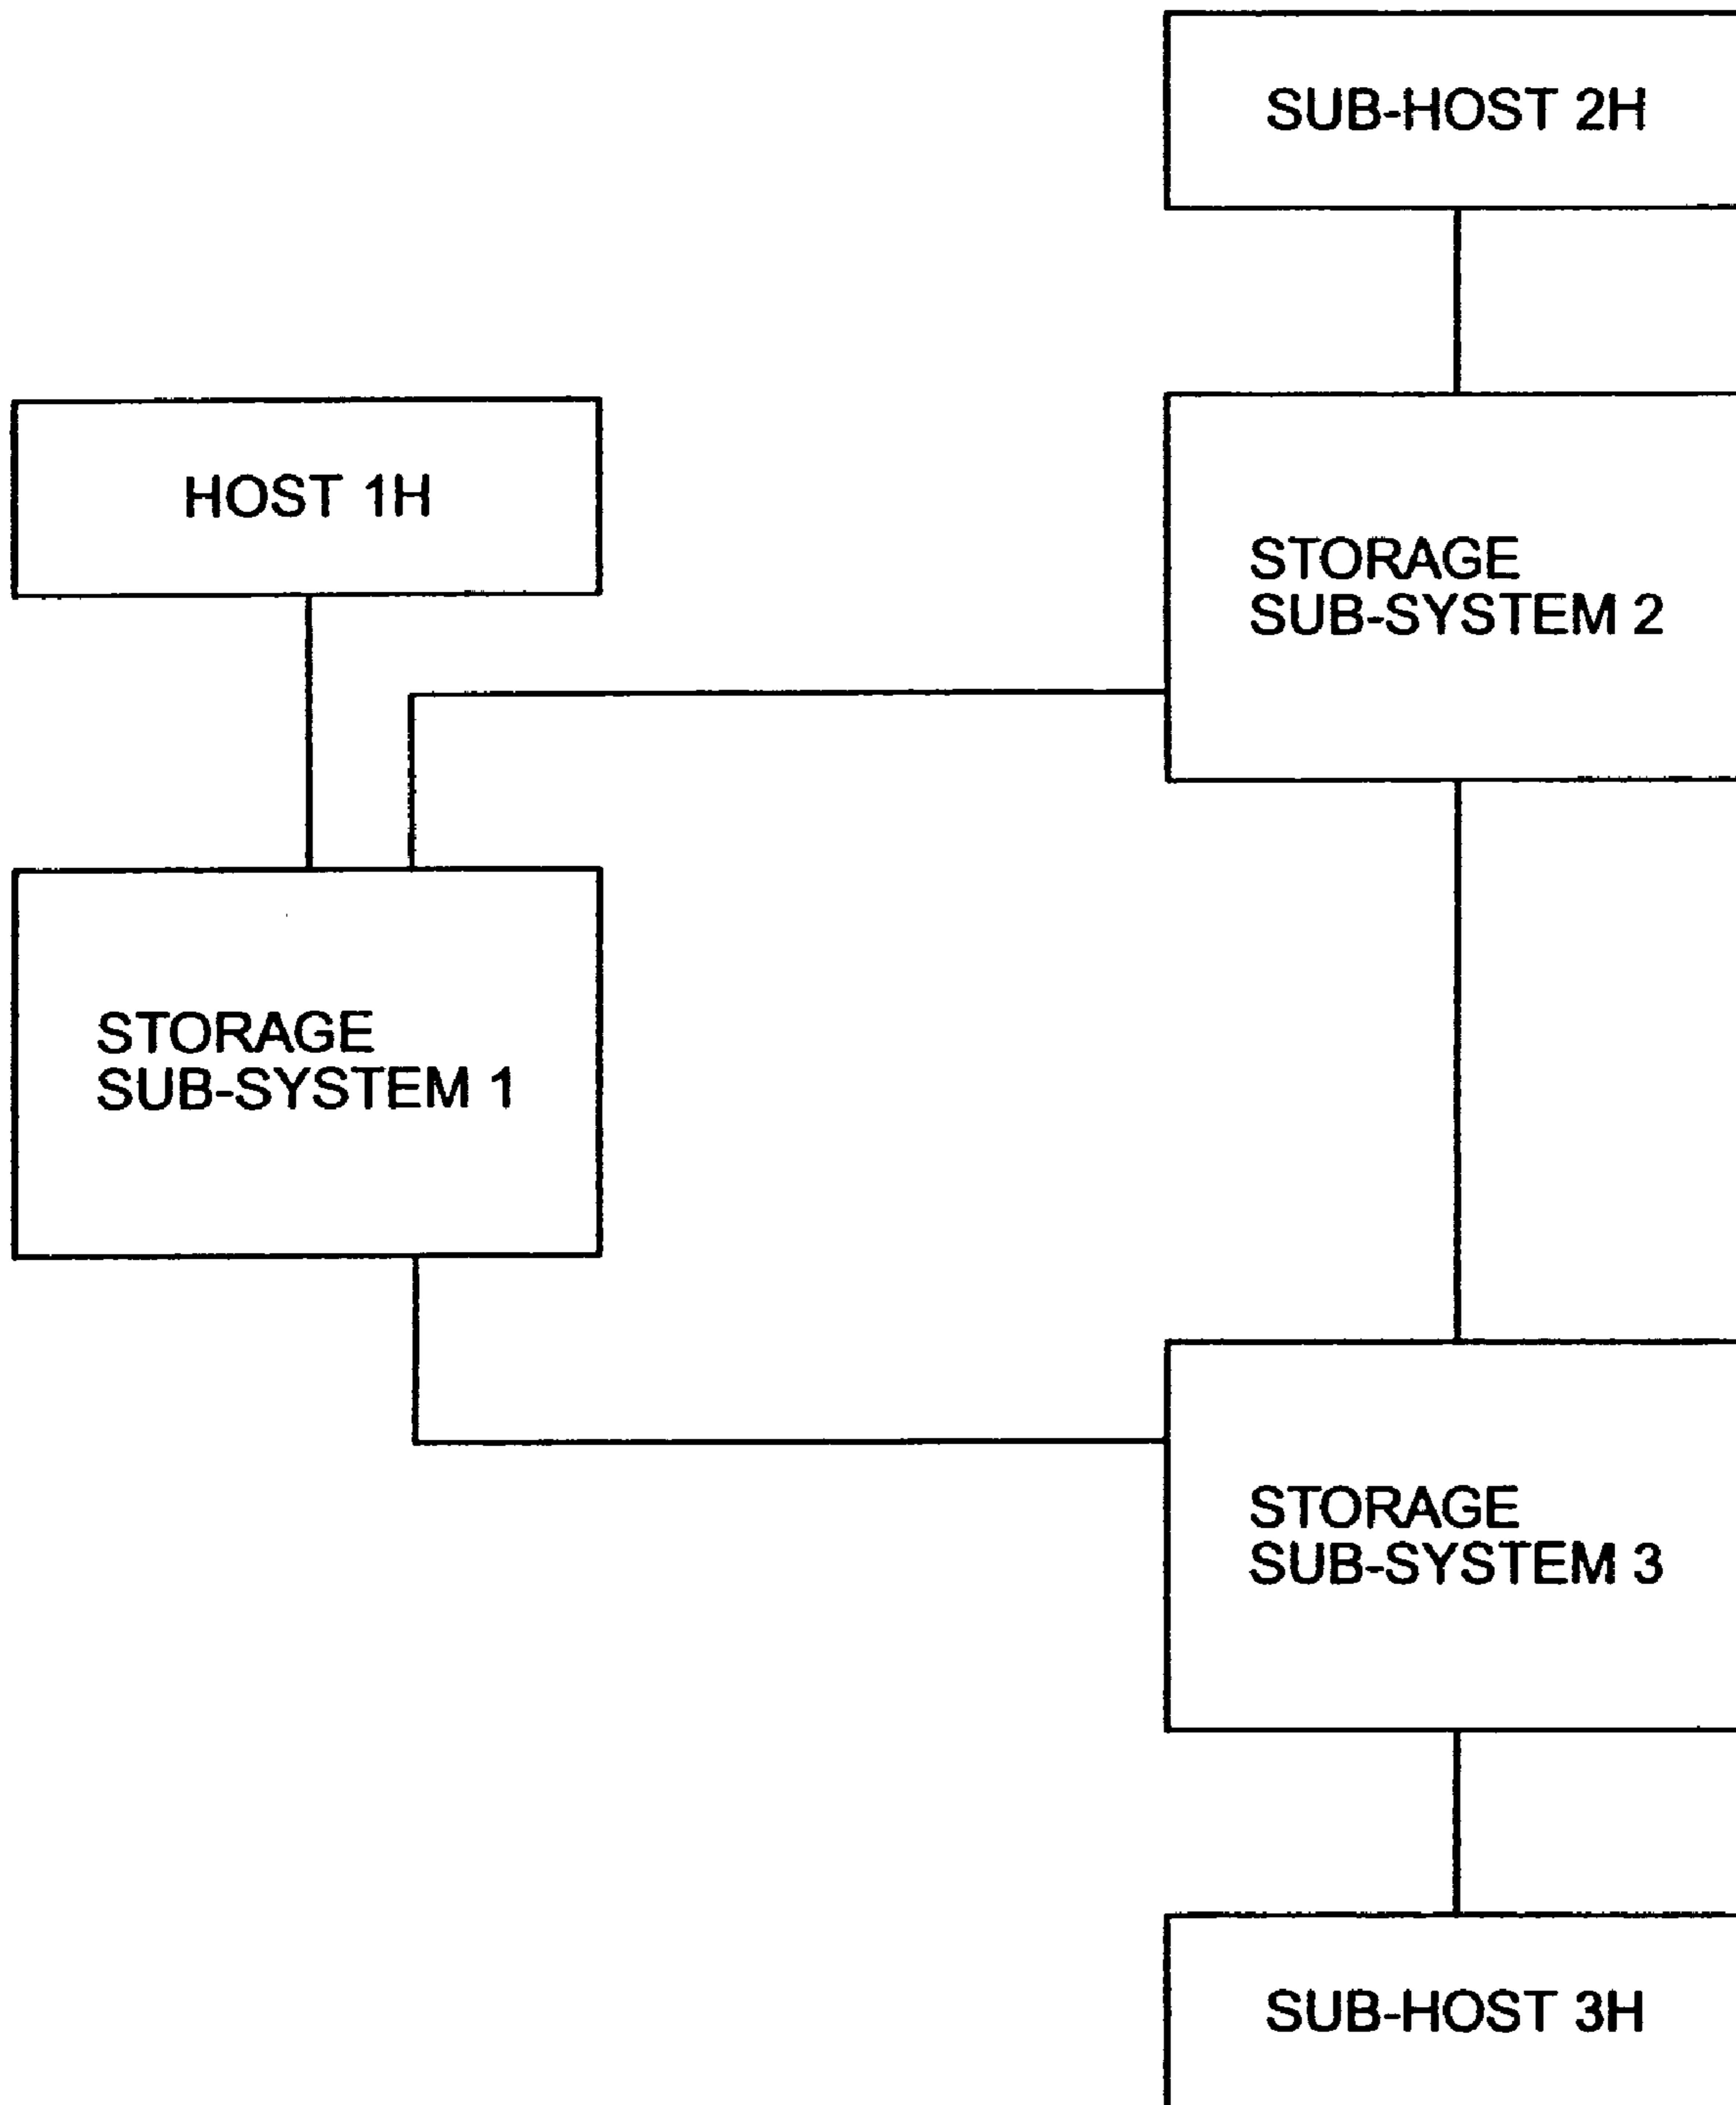 SUB-HOST 2H
HOST 1H
STORAGE
SUB-SYSTEM 2
STORAGE
SUB-SYSTEM 1
STORAGE
SUB-SYSTEM 3
SUB-HOST 3H